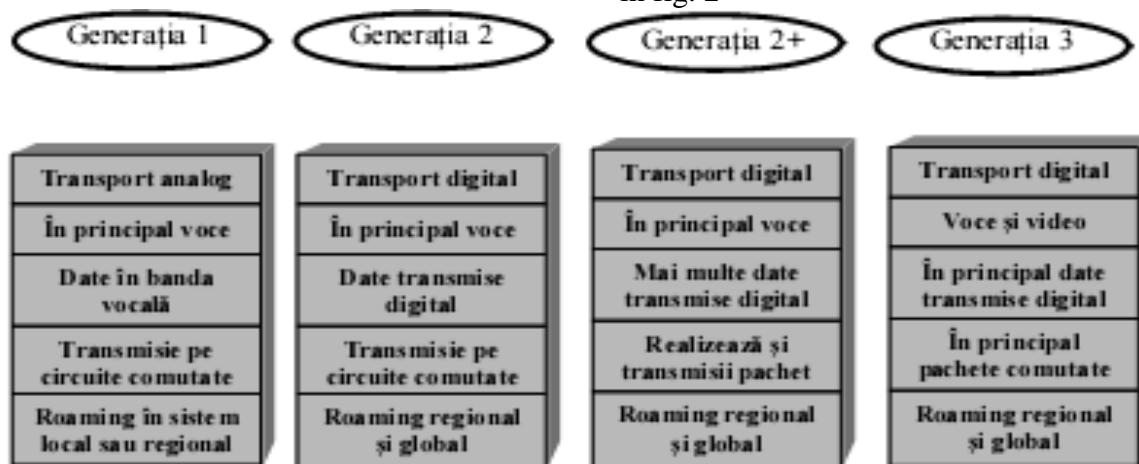 în fig. 2
Generația 1
Generația 2
Generația 2+
Generația 3
Transport analog
În principal voce
Date în banda
vocală
Transmisie pe
circuite comutate
Roaming în sistem
local sau regional
Transport digital
În principal voce
Date transmise
digital
Transmisie pe
circuite comutate
Roaming regional
și global
Transport digital
În principal voce
Mai multe date
transmise digital
Realizează și
transmisii pachet
Roaming regional
și global
Transport digital
Voce și video
În principal date
transmise digital
În principal
pachete comutate
Roaming regional
și global